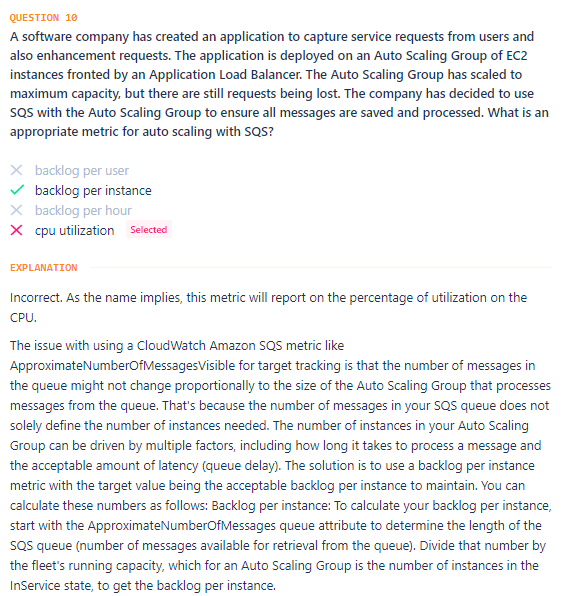 QUESTION 10
A software company has created an application to capture service requests from users and
also enhancement requests. The application is deployed on an Auto Scaling Group of EC2
instances fronted by an Application Load Balancer. The Auto Scaling Group has scaled to
maximum capacity, but there are still requests being lost. The company has decided to use
SQS with the Auto Scaling Group to ensure all messages are saved and processed. What is an
appropriate metric for auto scaling with SQS?
backlog per user
backlog per instance
backlog per hour
cpu utilization Selected
EXPLANATION
Incorrect. As the name implies, this metric will report on the percentage of utilization on the
CPU.
The issue with using a CloudWatch Amazon SQS metric like
ApproximateNumberOfMessagesVisible for target tracking is that the number of messages in
the queue might not change proportionally to the size of the Auto Scaling Group that processes
messages from the queue. That's because the number of messages in your SQS queue does not
solely define the number of instances needed. The number of instances in your Auto Scaling
Group can be driven by multiple factors, including how long it takes to process a message and
the acceptable amount of latency (queue delay). The solution is to use a backlog per instance
metric with the target value being the acceptable backlog per instance to maintain. You can
calculate these numbers as follows: Backlog per instance: To calculate your backlog per instance,
start with the ApproximateNumberOfMessages queue attribute to determine the length of the
SQS queue (number of messages available for retrieval from the queue). Divide that number by
the fleet's running capacity, which for an Auto Scaling Group is the number of instances in the
InService state, to get the backlog per instance.